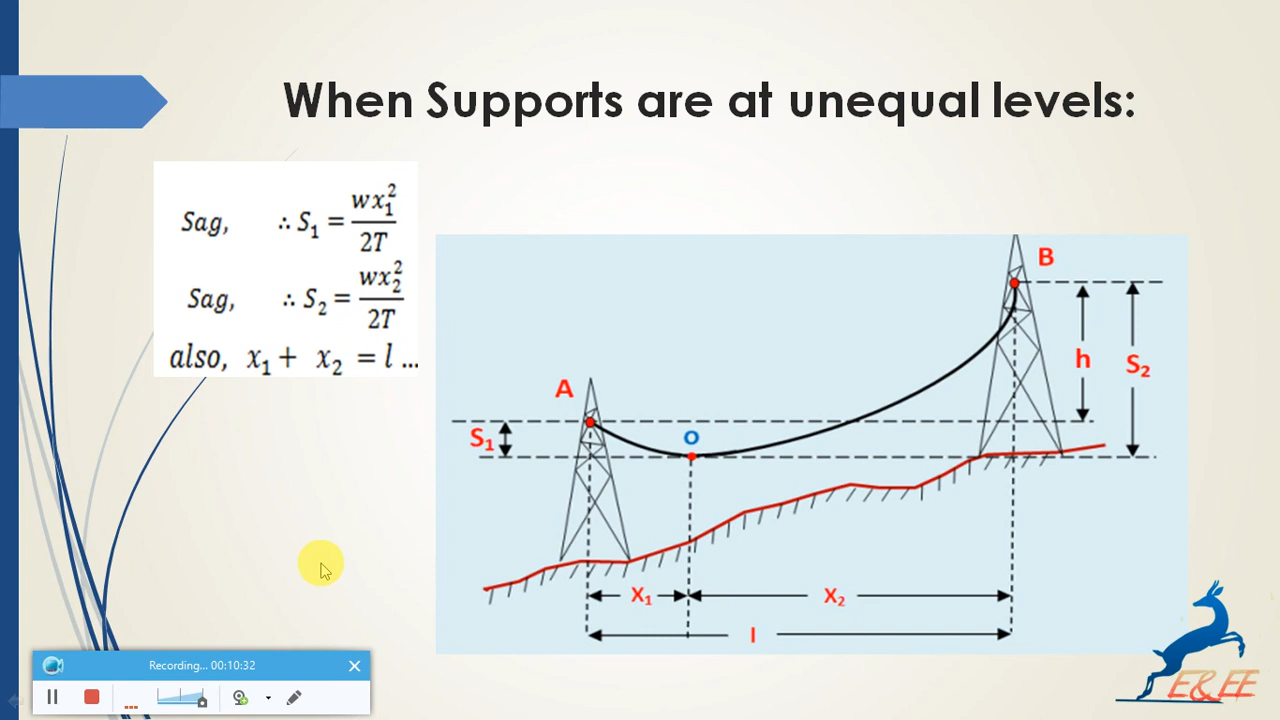 When Supports are at unequal levels:
Sag, ∴ S₁ = wx₁²/2T
Sag, ∴ S₂ = wx₂²/2T
also, x₁ + x₂ = l ...
A
B
O
S₁
h
S₂
X₁
X₂
l
Recording... 00:10:32
E&EE